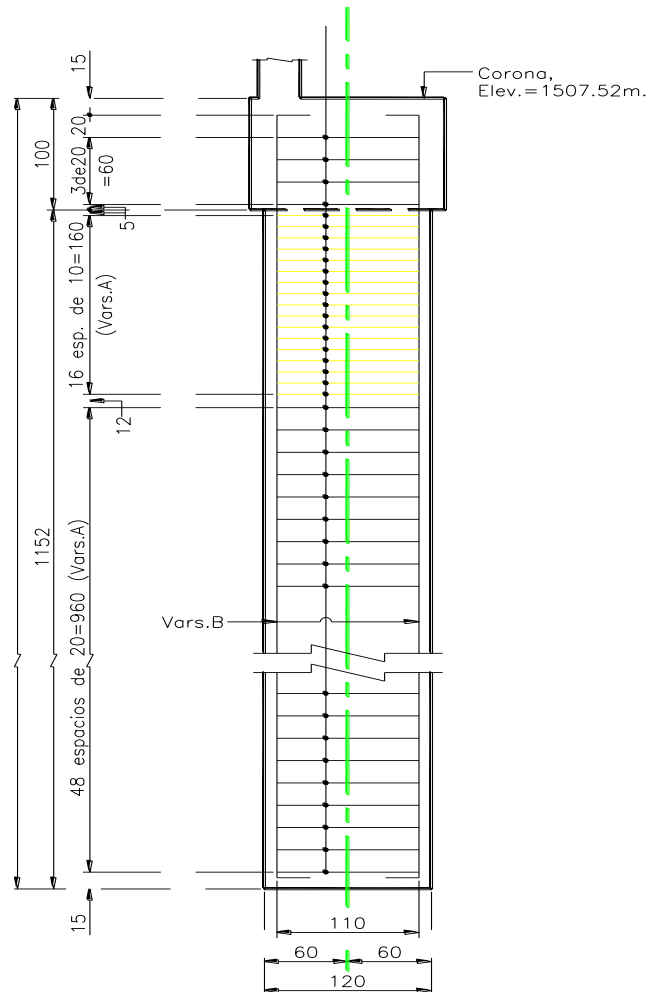 15
Corona,
Elev.=1507.52m.
20
100
3de20
=60
5
16 esp. de 10=160
(Vars.A)
12
1152
48 espacios de 20=960 (Vars.A)
Vars.B
15
110
60
60
120